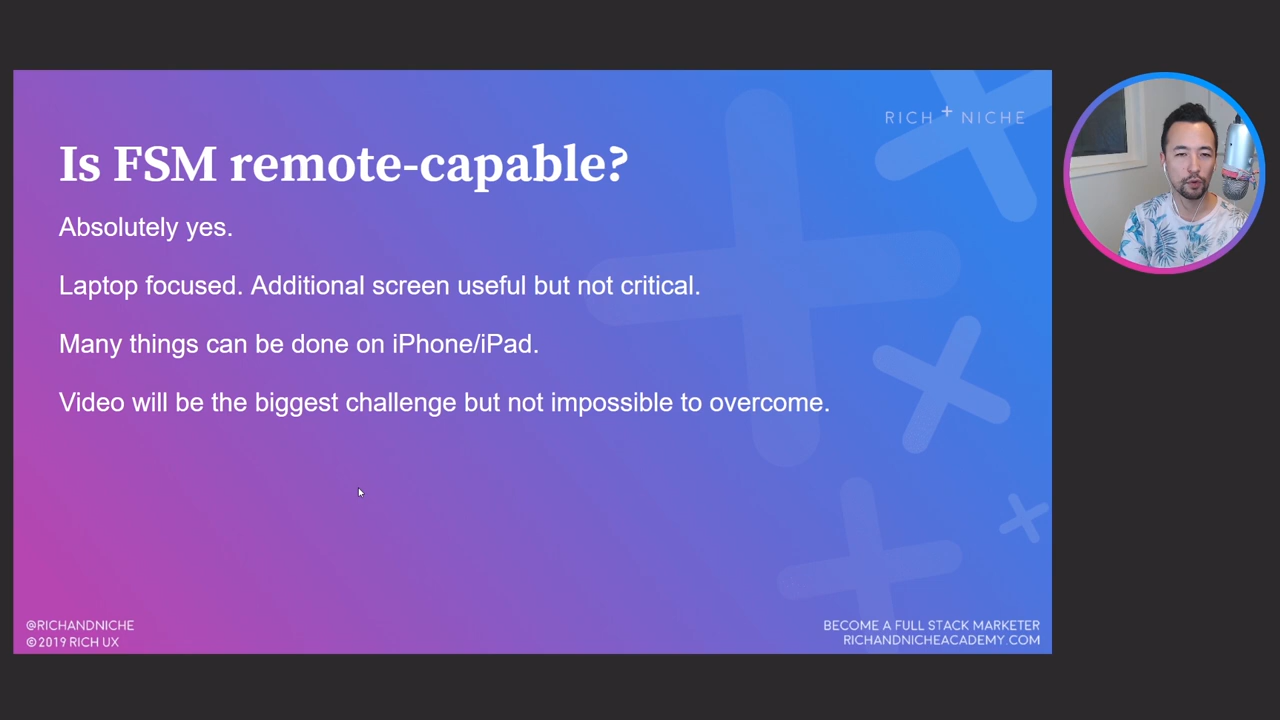 RICH + NICHE
Is FSM remote-capable?
Absolutely yes.
Laptop focused. Additional screen useful but not critical.
Many things can be done on iPhone/iPad.
Video will be the biggest challenge but not impossible to overcome.
@RICHANDNICHE
©2019 RICH UX
BECOME A FULL STACK MARKETER
RICHANDNICHEACADEMY.COM